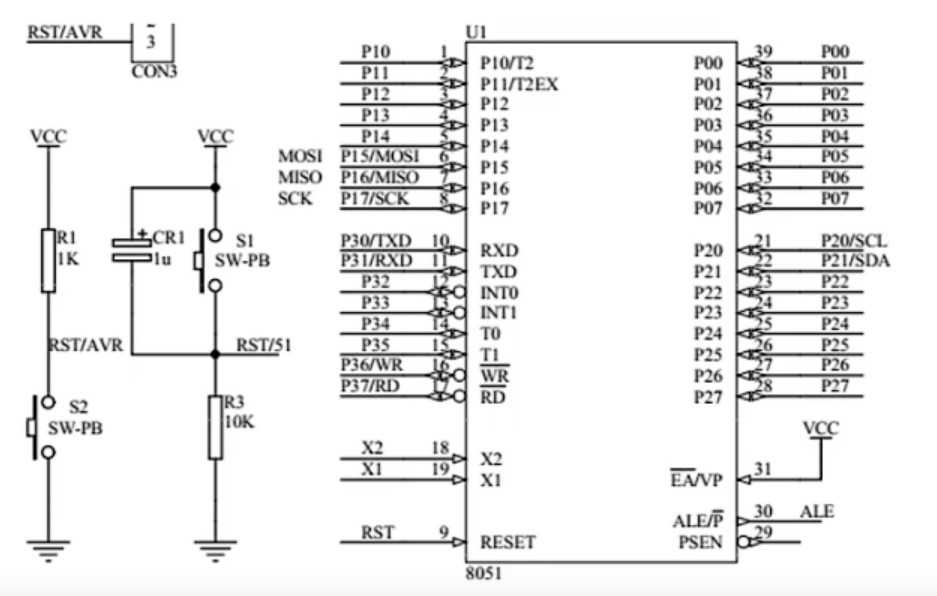 RST/AVR
3
CON3
VCC
VCC
R1
1K
CR1
1u
S1
SW-PB
RST/AVR
RST/51
S2
SW-PB
R3
10K
U1
P10 1 P10/T2 P00 39 P00
P11 2 P11/T2EX P01 38 P01
P12 3 P12 P02 37 P02
P13 4 P13 P03 36 P03
P14 5 P14 P04 35 P04
MOSI P15/MOSI 6 P15 P05 34 P05
MISO P16/MISO 7 P16 P06 33 P06
SCK P17/SCK 8 P17 P07 32 P07
P30/TXD 10 RXD P20 21 P20/SCL
P31/RXD 11 TXD P21 22 P21/SDA
P32 12 INT0 P22 23 P22
P33 13 INT1 P23 24 P23
P34 14 T0 P24 25 P24
P35 15 T1 P25 26 P25
P36/WR 16 WR P26 27 P26
P37/RD 17 RD P27 28 P27
VCC
X2 18 X2
X1 19 X1 EA/VP 31
ALE/P 30 ALE
RST 9 RESET PSEN 29
8051